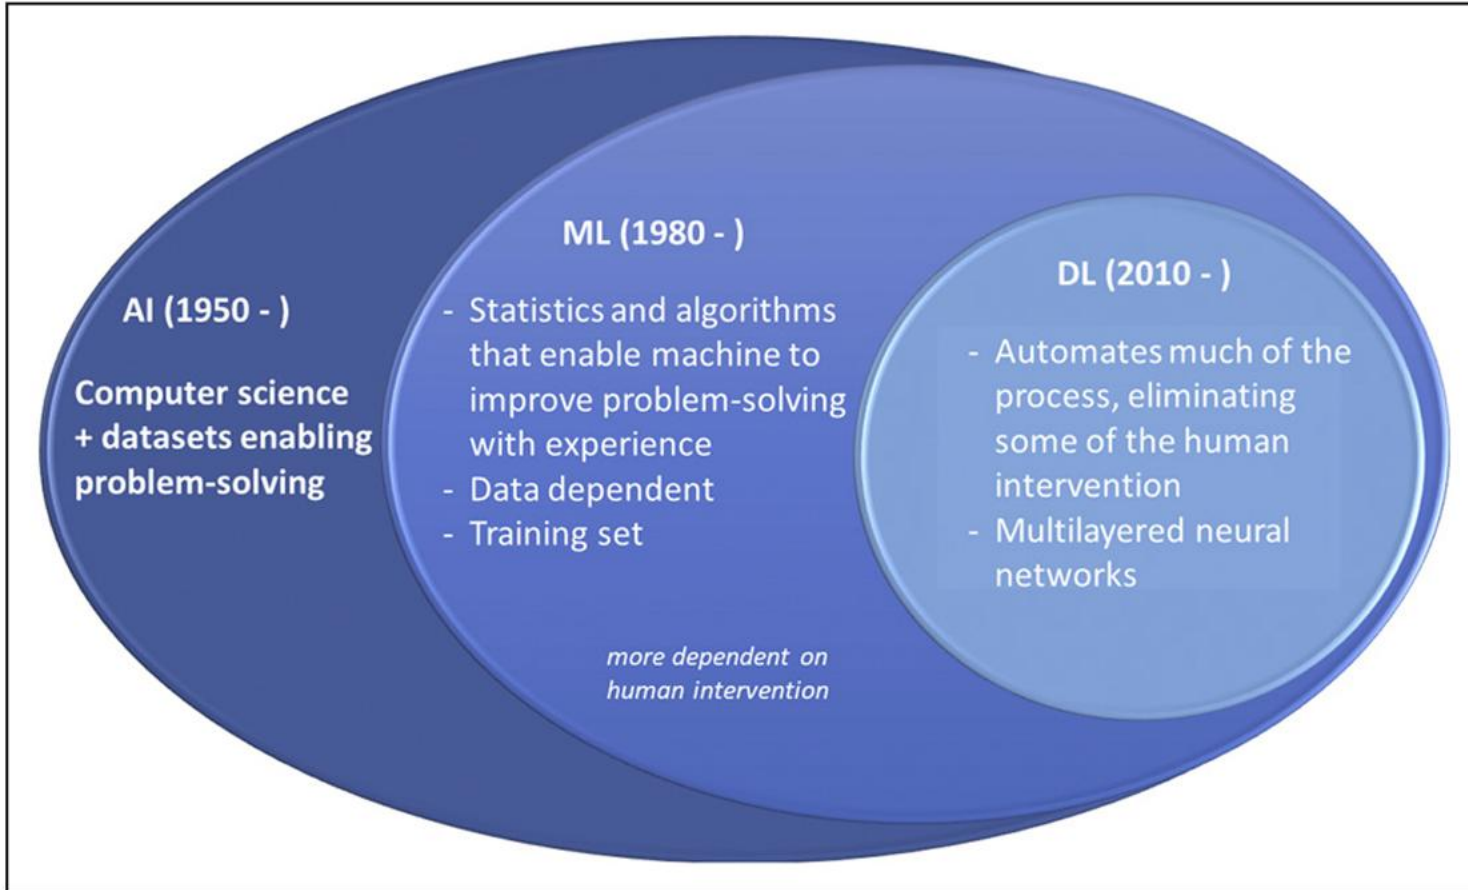 AI (1950 - )
Computer science
+ datasets enabling
problem-solving
ML (1980 - )
- Statistics and algorithms
that enable machine to
improve problem-solving
with experience
- Data dependent
- Training set
more dependent on
human intervention
DL (2010 - )
- Automates much of the
process, eliminating
some of the human
intervention
- Multilayered neural
networks